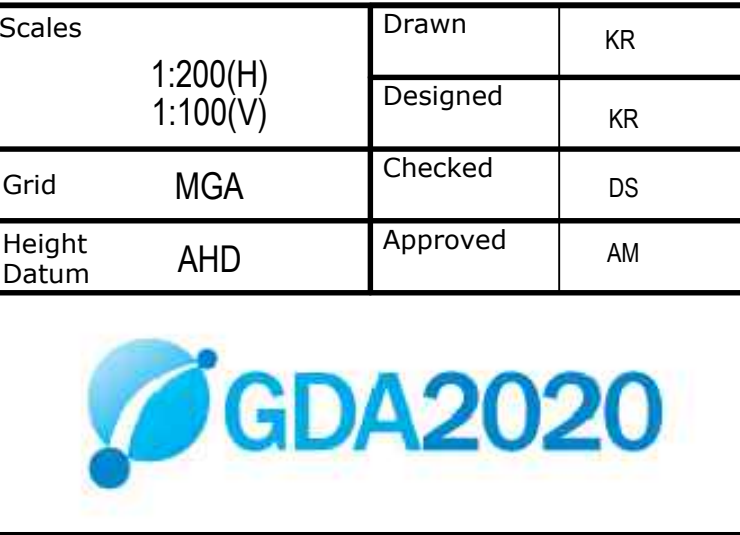 Scales
1:200(H)
1:100(V)
Drawn KR
Designed KR
Grid MGA
Checked DS
Height
Datum AHD
Approved AM
GDA2020